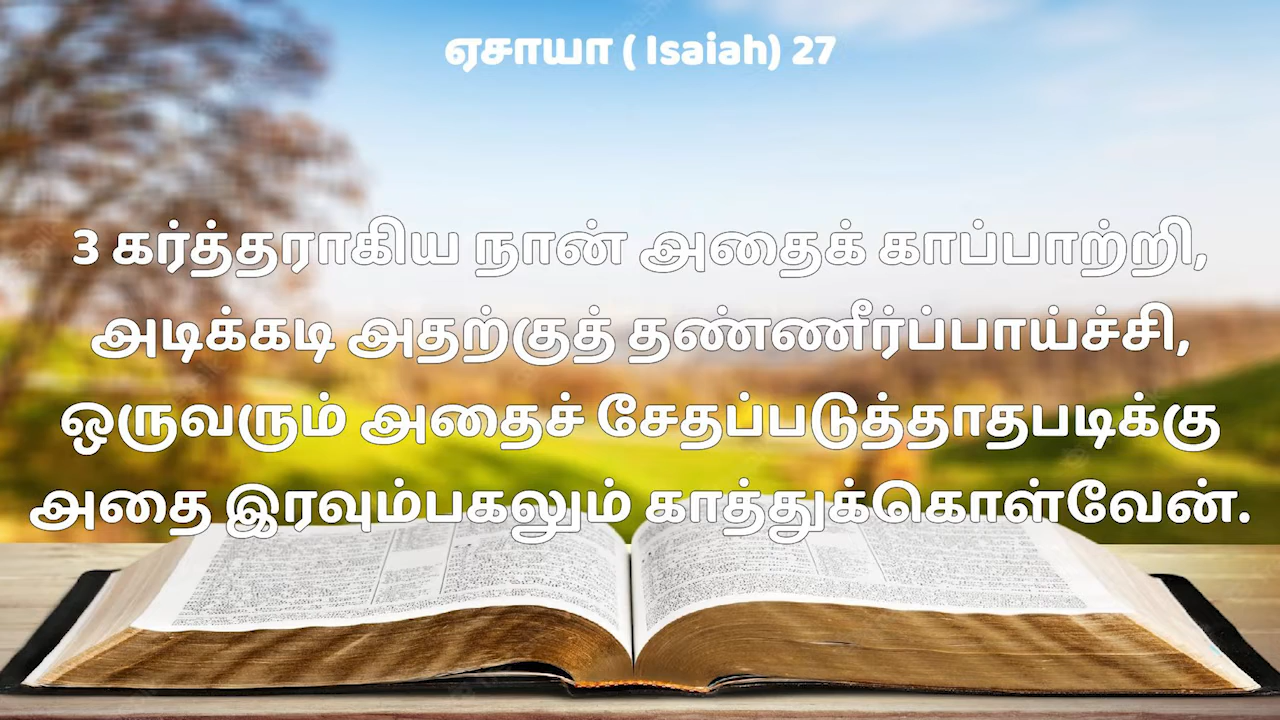 ஏசாயா ( Isaiah) 27
3 கர்த்தராகிய நான் அதைக் காப்பாற்றி,
அடிக்கடி அதற்குத் தண்ணீர்ப்பாய்ச்சி,
ஒருவரும் அதைச் சேதப்படுத்தாதபடிக்கு
அதை இரவும்பகலும் காத்துக்கொள்வேன்.